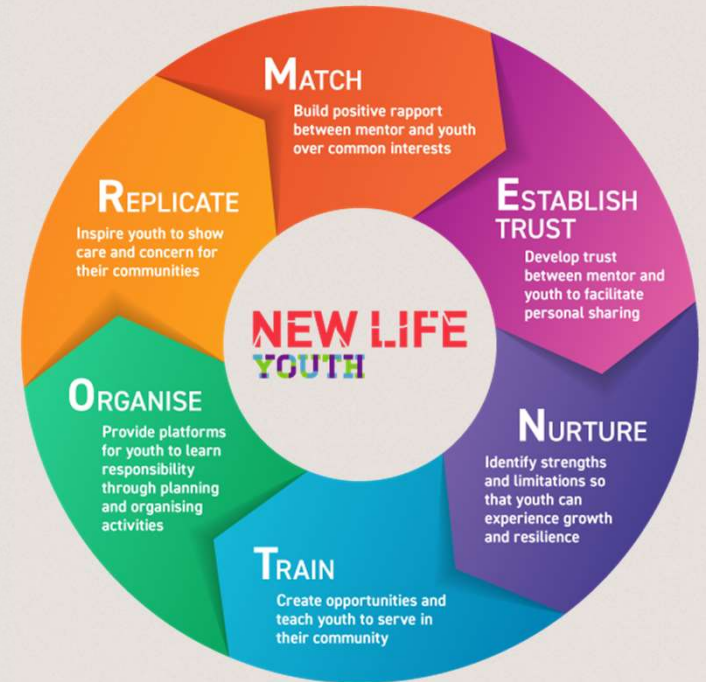 MATCH
Build positive rapport
between mentor and youth
over common interests
ESTABLISH
TRUST
Develop trust
between mentor and
youth to facilitate
personal sharing
NURTURE
Identify strengths
and limitations so
that youth can
experience growth
and resilience
TRAIN
Create opportunities and
teach youth to serve in
their community
ORGANISE
Provide platforms
for youth to learn
responsibility
through planning
and organising
activities
REPLICATE
Inspire youth to show
care and concern for
their communities
NEW LIFE
YOUTH